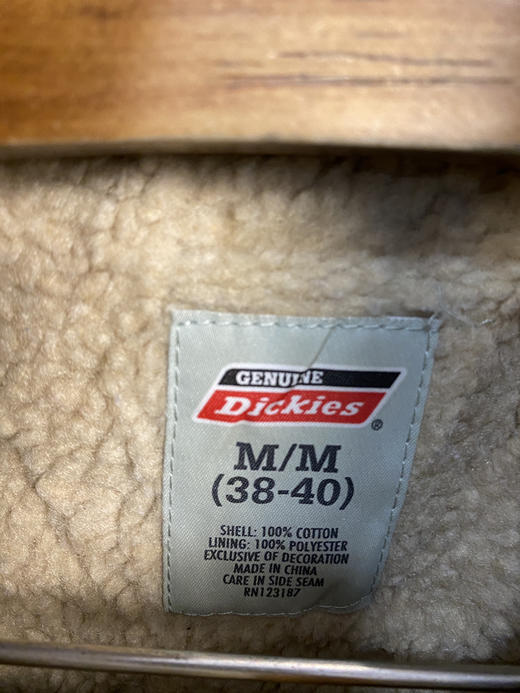 GENUINE
Dickies®
M/M
(38-40)
SHELL: 100% COTTON
LINING: 100% POLYESTER
EXCLUSIVE OF DECORATION
MADE IN CHINA
CARE IN SIDE SEAM
RN123187